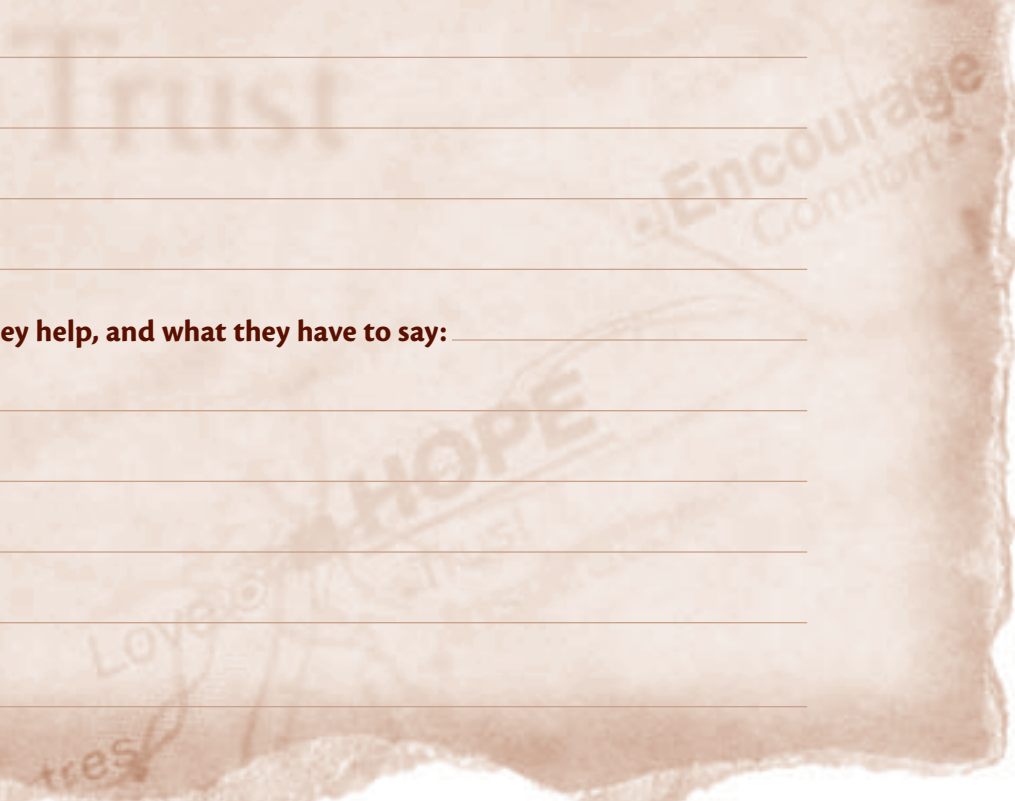 Trust
Encourage
Comfort
ey help, and what they have to say:
HOPE
Trust
Love
tres